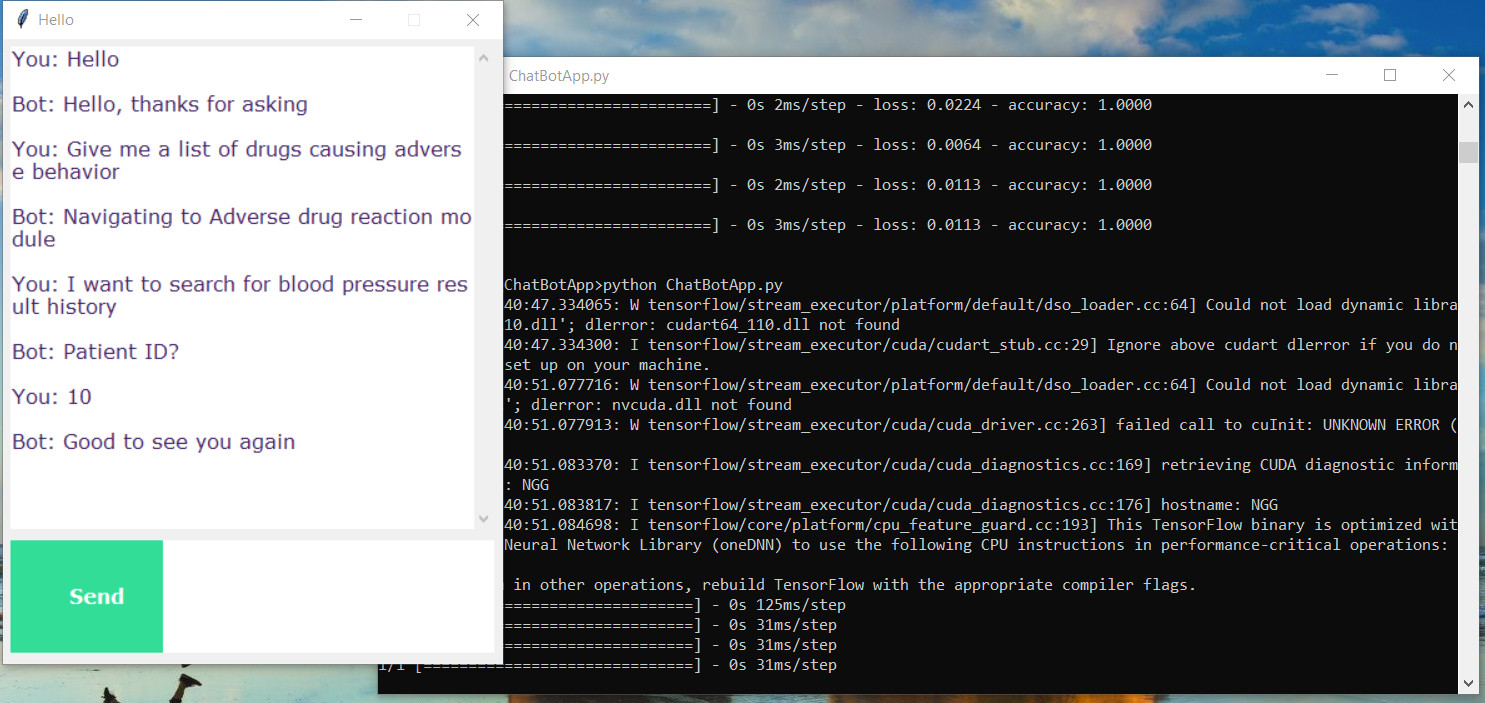 Hello
You: Hello
Bot: Hello, thanks for asking
You: Give me a list of drugs causing advers
e behavior
Bot: Navigating to Adverse drug reaction mo
dule
You: I want to search for blood pressure res
ult history
Bot: Patient ID?
You: 10
Bot: Good to see you again
Send
ChatBotApp.py
=======================] - 0s 2ms/step - loss: 0.0224 - accuracy: 1.0000
=======================] - 0s 3ms/step - loss: 0.0064 - accuracy: 1.0000
=======================] - 0s 2ms/step - loss: 0.0113 - accuracy: 1.0000
=======================] - 0s 3ms/step - loss: 0.0113 - accuracy: 1.0000
ChatBotApp>python ChatBotApp.py
40:47.334065: W tensorflow/stream_executor/platform/default/dso_loader.cc:64] Could not load dynamic libra
10.dll'; dlerror: cudart64_110.dll not found
40:47.334300: I tensorflow/stream_executor/cuda/cudart_stub.cc:29] Ignore above cudart dlerror if you do n
set up on your machine.
40:51.077716: W tensorflow/stream_executor/platform/default/dso_loader.cc:64] Could not load dynamic libra
'; dlerror: nvcuda.dll not found
40:51.077913: W tensorflow/stream_executor/cuda/cuda_driver.cc:263] failed call to cuInit: UNKNOWN ERROR (
40:51.083370: I tensorflow/stream_executor/cuda/cuda_diagnostics.cc:169] retrieving CUDA diagnostic inform
: NGG
40:51.083817: I tensorflow/stream_executor/cuda/cuda_diagnostics.cc:176] hostname: NGG
40:51.084698: I tensorflow/core/platform/cpu_feature_guard.cc:193] This TensorFlow binary is optimized wit
Neural Network Library (oneDNN) to use the following CPU instructions in performance-critical operations:
in other operations, rebuild TensorFlow with the appropriate compiler flags.
=====================] - 0s 125ms/step
=====================] - 0s 31ms/step
=====================] - 0s 31ms/step
1/1 [==============================] - 0s 31ms/step